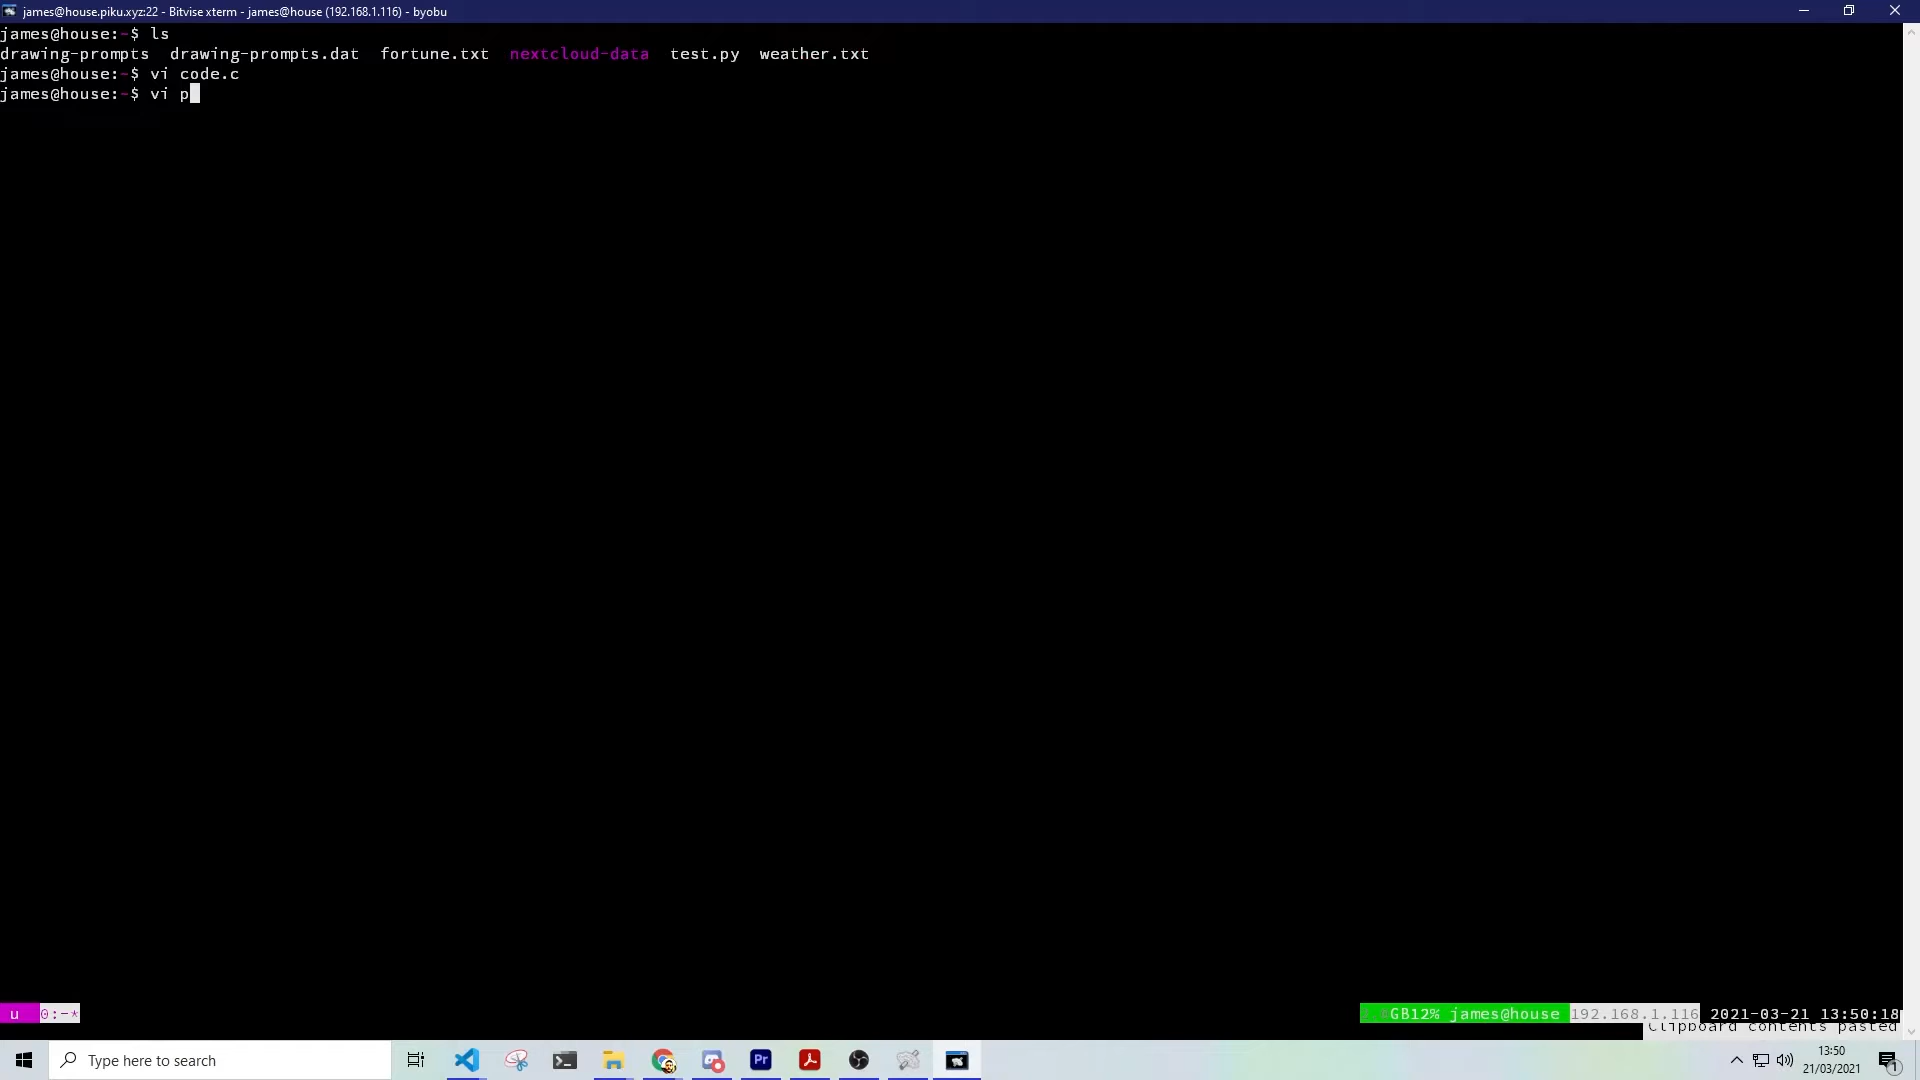 james@house.piku.xyz:22 - Bitvise xterm - james@house (192.168.1.116) - byobu
james@house:~$ ls
drawing-prompts  drawing-prompts.dat  fortune.txt  nextcloud-data  test.py  weather.txt
james@house:~$ vi code.c
james@house:~$ vi p
u  0:-*
GB12% james@house 192.168.1.116 2021-03-21 13:50:18
Clipboard contents pasted
Type here to search
Pr
13:50
21/03/2021
1